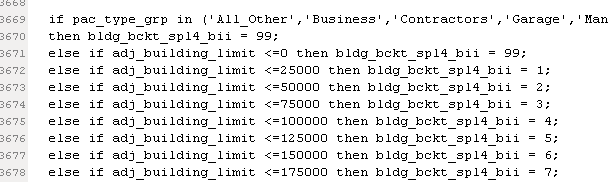 3668
3669 if pac_type_grp in ('All_Other','Business','Contractors','Garage','Man
3670 then bldg_bckt_spl4_bii = 99;
3671 else if adj_building_limit <=0 then bldg_bckt_spl4_bii = 99;
3672 else if adj_building_limit <=25000 then bldg_bckt_spl4_bii = 1;
3673 else if adj_building_limit <=50000 then bldg_bckt_spl4_bii = 2;
3674 else if adj_building_limit <=75000 then bldg_bckt_spl4_bii = 3;
3675 else if adj_building_limit <=100000 then bldg_bckt_spl4_bii = 4;
3676 else if adj_building_limit <=125000 then bldg_bckt_spl4_bii = 5;
3677 else if adj_building_limit <=150000 then bldg_bckt_spl4_bii = 6;
3678 else if adj_building_limit <=175000 then bldg_bckt_spl4_bii = 7;